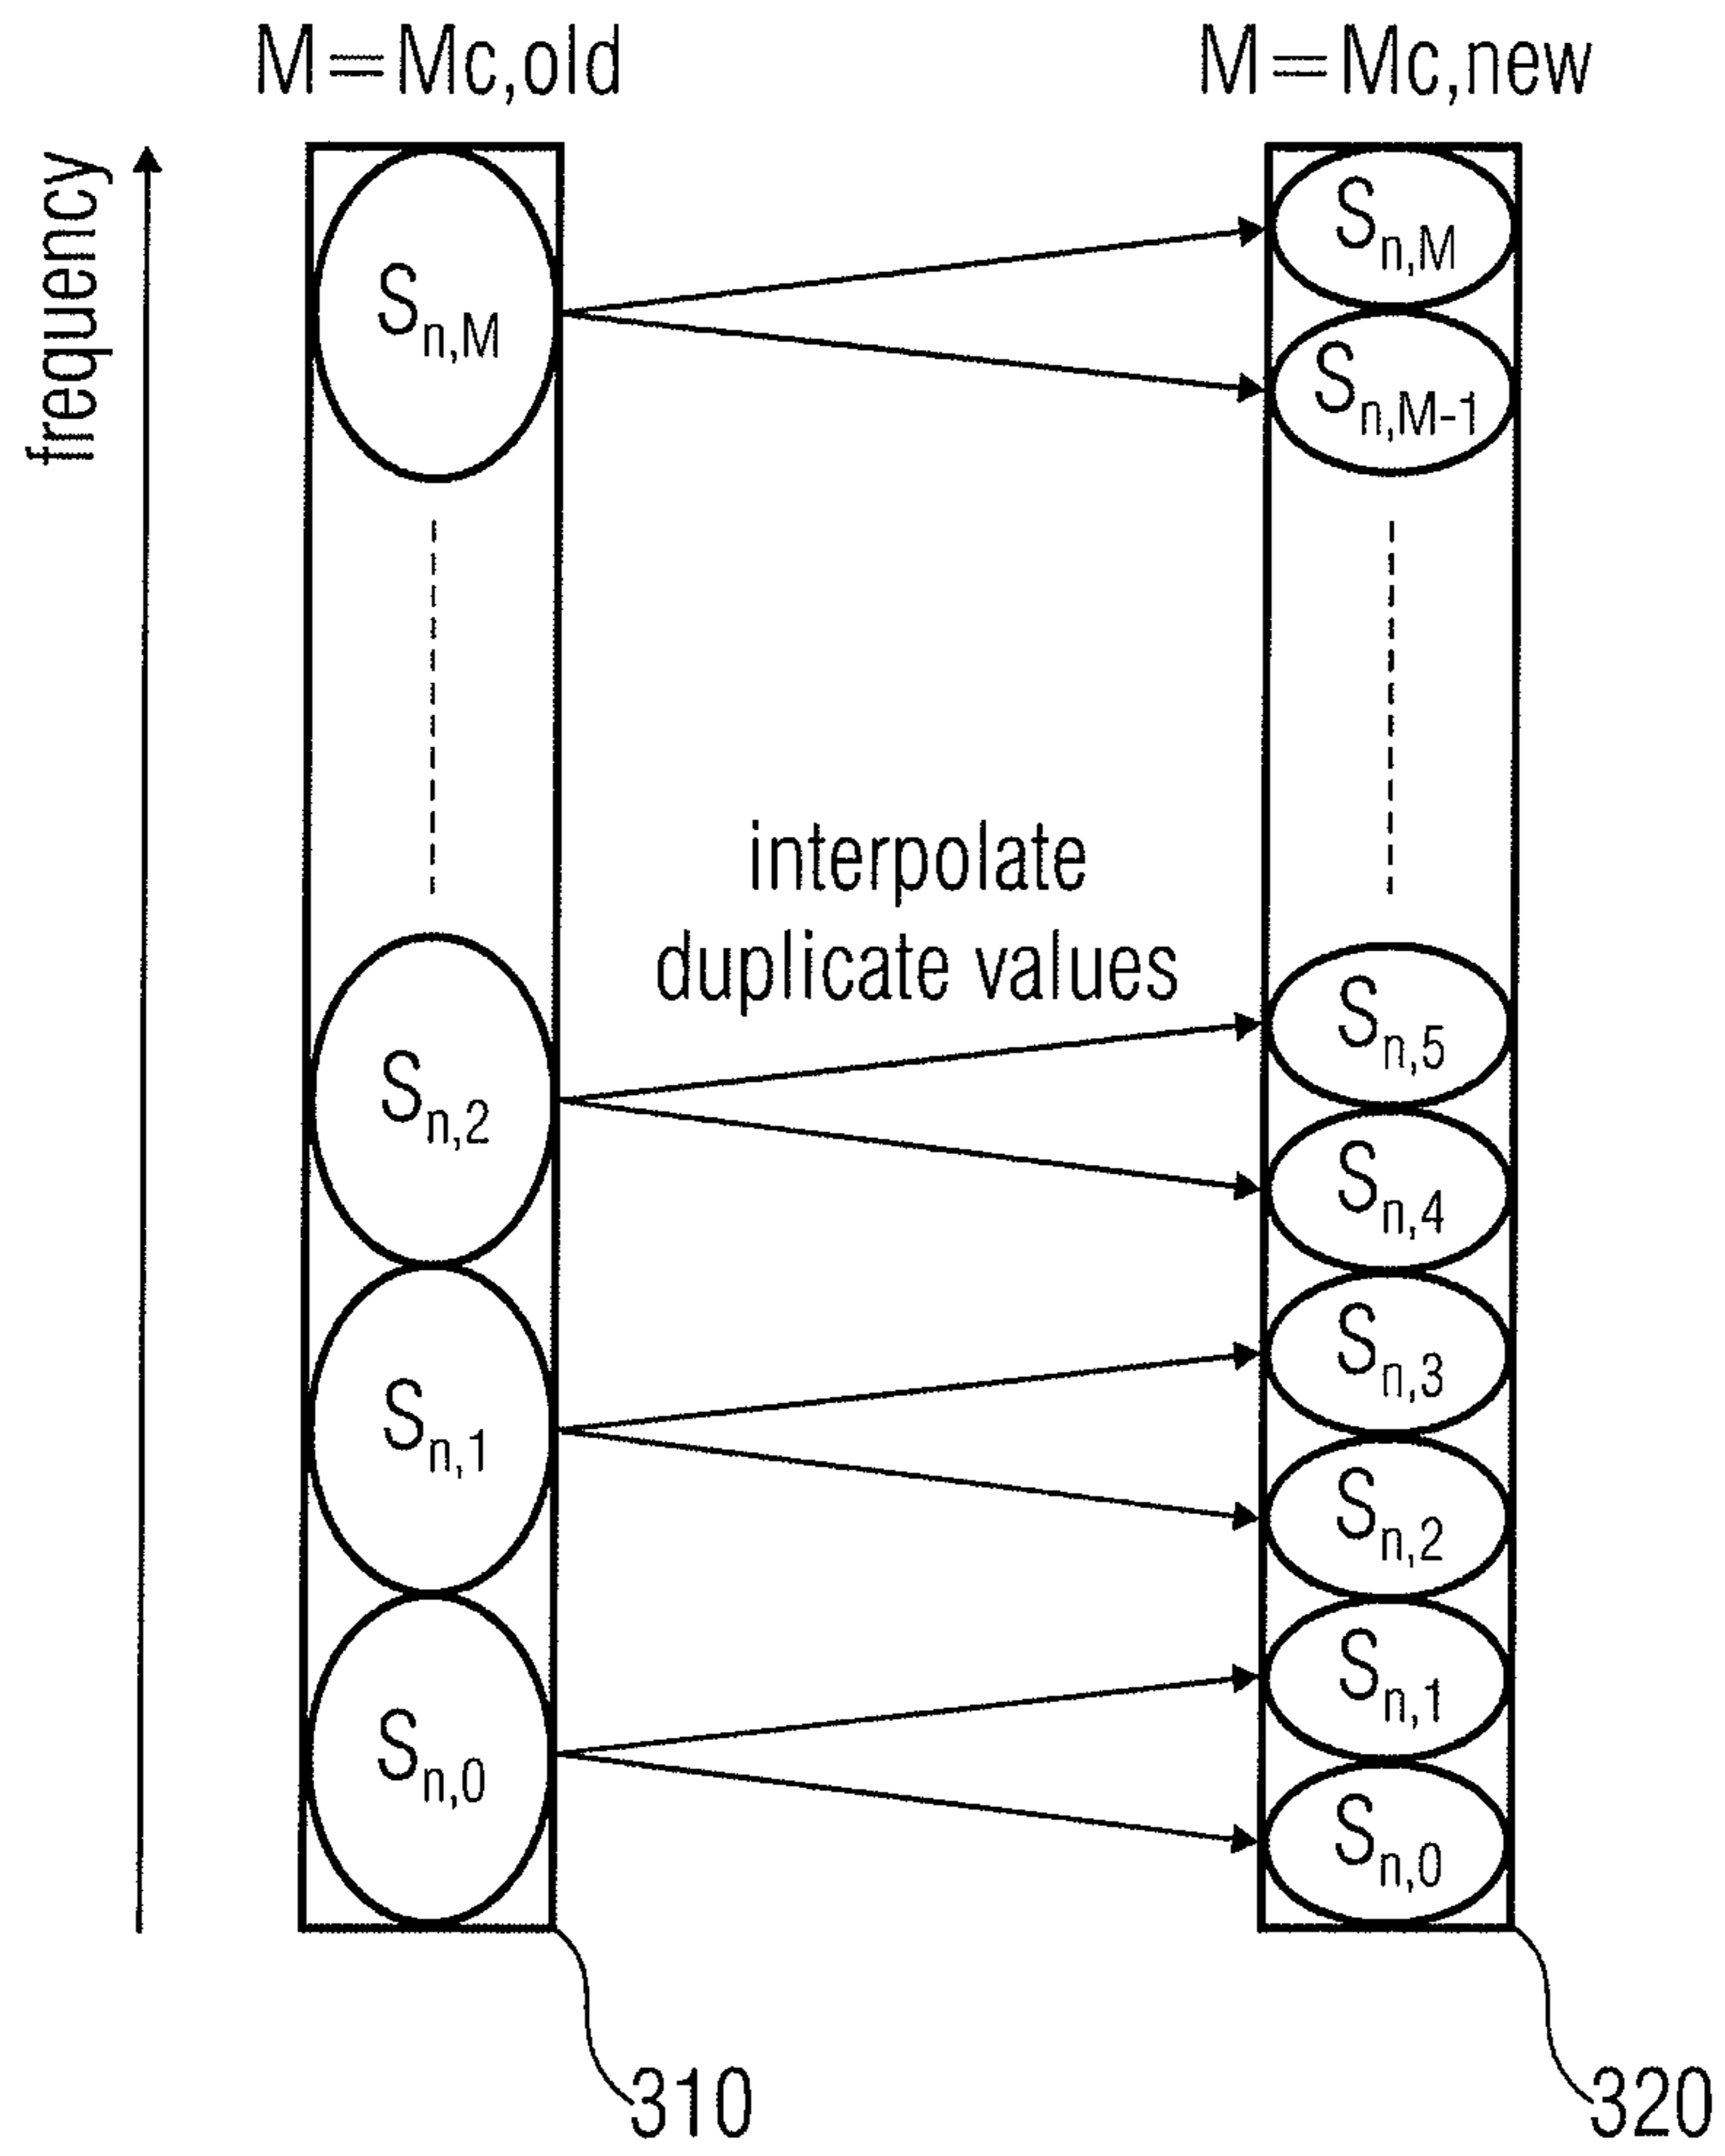 M=Mc,old
M=Mc,new
frequency
Sn,M
Sn,M
Sn,M-1
interpolate
duplicate values
Sn,2
Sn,1
Sn,0
Sn,5
Sn,4
Sn,3
Sn,2
Sn,1
Sn,0
310
320